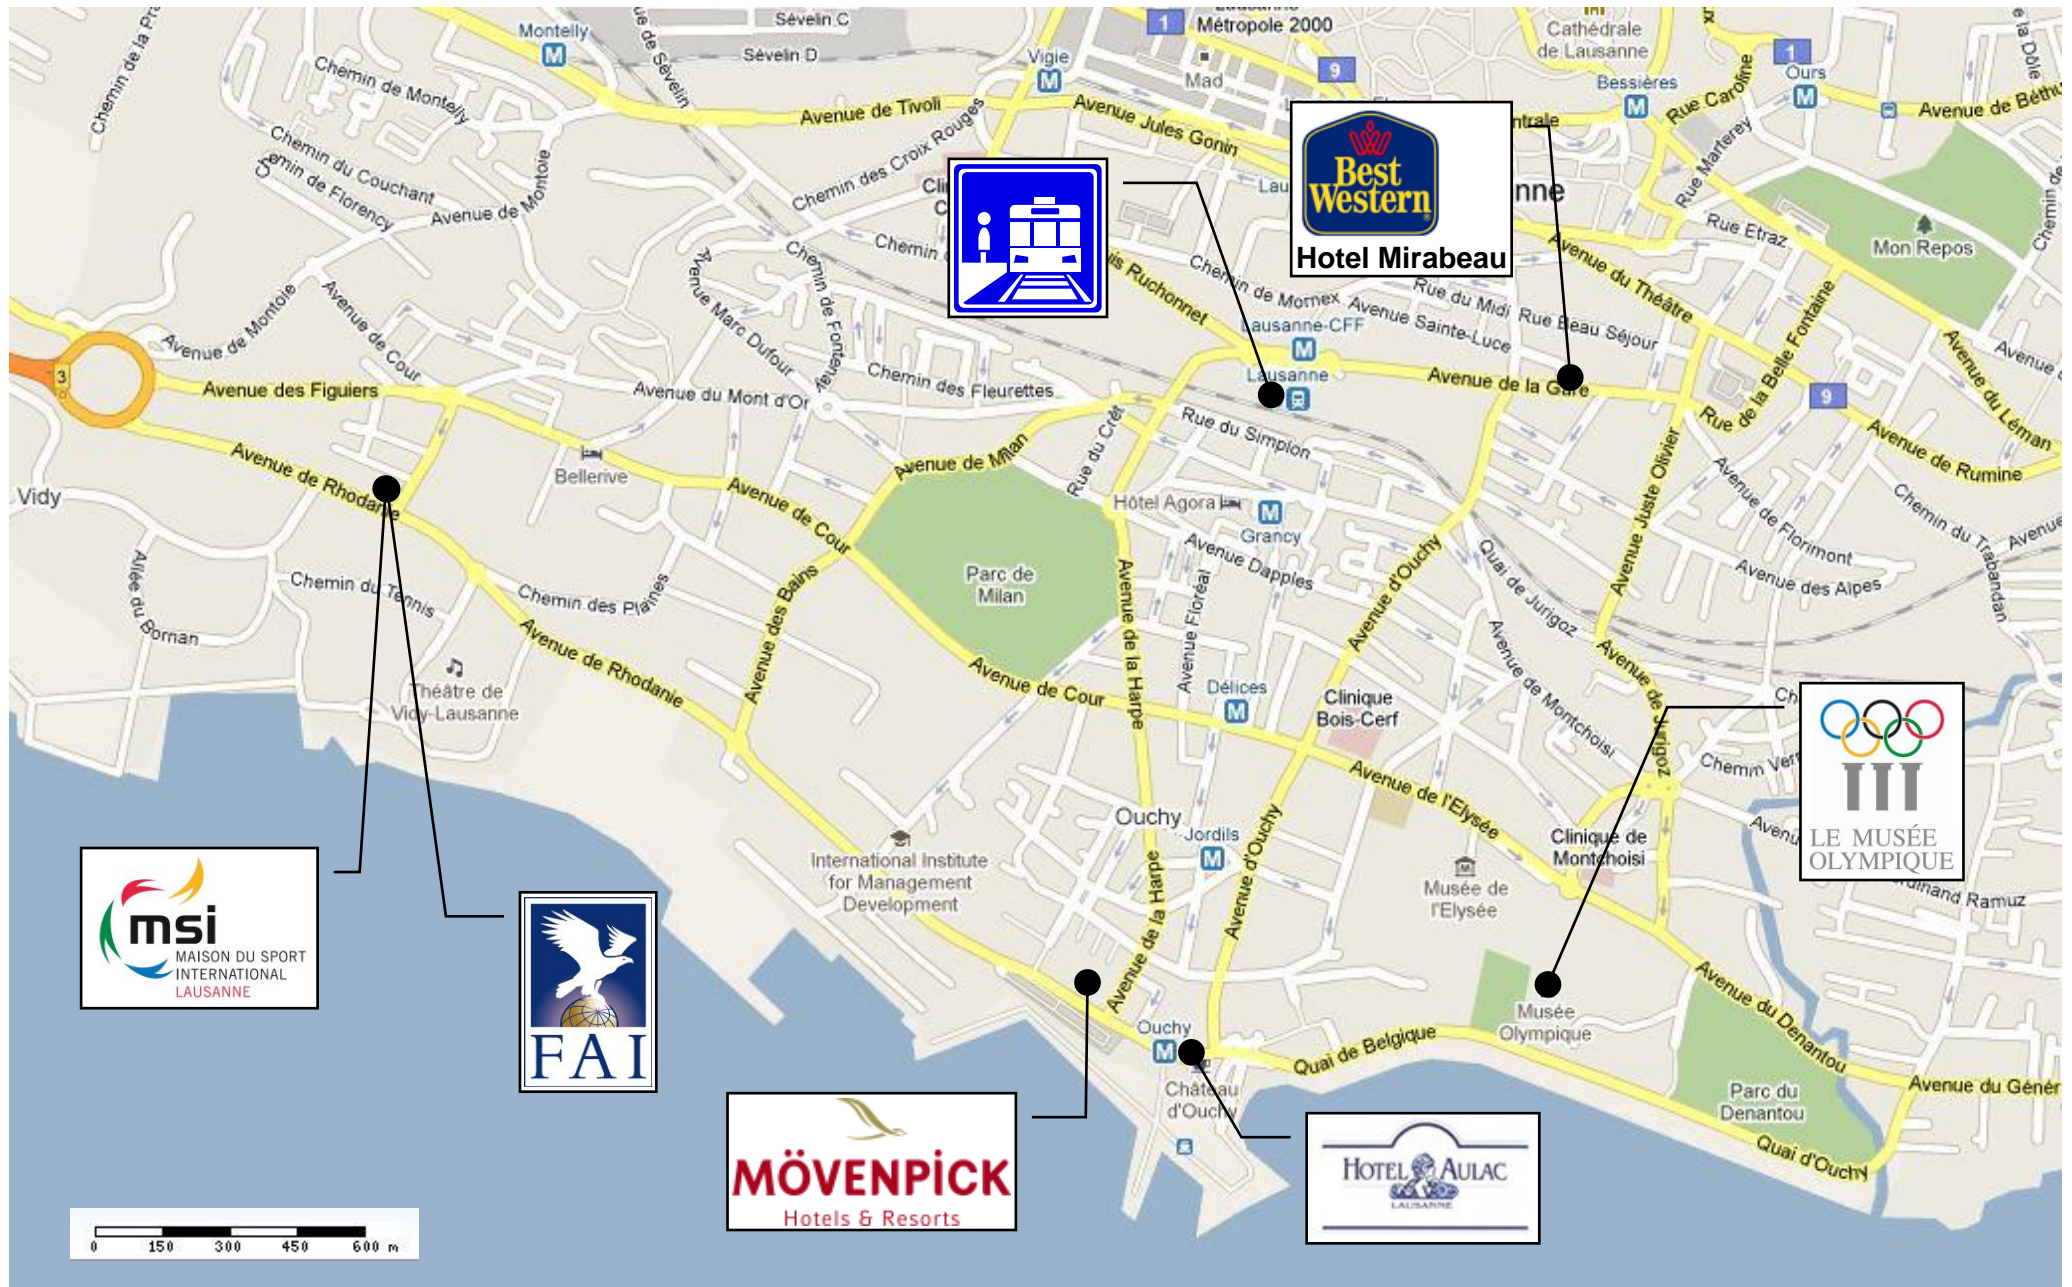 Sévelin C
Sévelin D
Montelly
M
Vigie
M
1
Métropole 2000
Mad
9
Cathédrale
de Lausanne
Bessières
M
Rue Caroline
1
Ours
M
Avenue de Tivoli
Avenue Jules Gonin
Chemin de Montelly
Chemin du Couchant
Avenue de Montoie
Chemin des Croix Rouges
Rue Marterey
Rue Etraz
Mon Repos
Best
Western
Hotel Mirabeau
Chemin de Mornex
Avenue Sainte-Luce
Rue du Midi
Rue Beau Séjour
Avenue du Théâtre
Rue de la Belle Fontaine
Avenue du Léman
Avenue de Montoie
Avenue de Cour
Avenue Marc Dufour
Chemin de Fontenay
Lausanne-CFF
M
Lausanne
Avenue de la Gare
3
Avenue des Figuiers
Avenue du Mont d'Or
Chemin des Fleurettes
9
Avenue de Rumine
Avenue de Rhodanie
Bellerive
Avenue de Cour
Avenue de Milan
Rue du Crêt
Rue du Simplon
Hôtel Agora
M
Grancy
Vidy
Avenue Juste Olivier
Avenue de Florimont
Chemin du Trabandan
Avenue des Alpes
Allée du Bornan
Chemin du Tennis
Chemin des Plaines
Parc de
Milan
Avenue Dapples
Avenue Floréal
Avenue d'Ouchy
Quai de Jurigoz
Avenue de Montchoisi
Avenue de Jurigoz
Avenue de Rhodanie
Avenue des Bains
Avenue de Cour
Avenue de la Harpe
Délices
M
Clinique
Bois-Cerf
Théâtre de
Vidy-Lausanne
Avenue de l'Elysée
LE MUSÉE
OLYMPIQUE
Ouchy
Jordils
M
Avenue d'Ouchy
Clinique de
Montchoisi
Musée de
l'Elysée
International Institute
for Management
Development
Avenue de la Harpe
msi
MAISON DU SPORT
INTERNATIONAL
LAUSANNE
FAI
Musée
Olympique
Avenue du Denantou
Ouchy
M
Château
d'Ouchy
Quai de Belgique
Parc du
Denantou
Quai d'Ouchy
MÖVENPICK
Hotels & Resorts
HOTEL AULAC
LAUSANNE
0 150 300 450 600 m